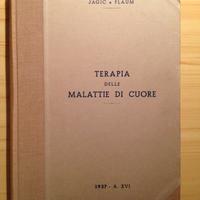 JAGIC e FLAUM
TERAPIA
DELLE
MALATTIE DI CUORE
1937 - A. XVI